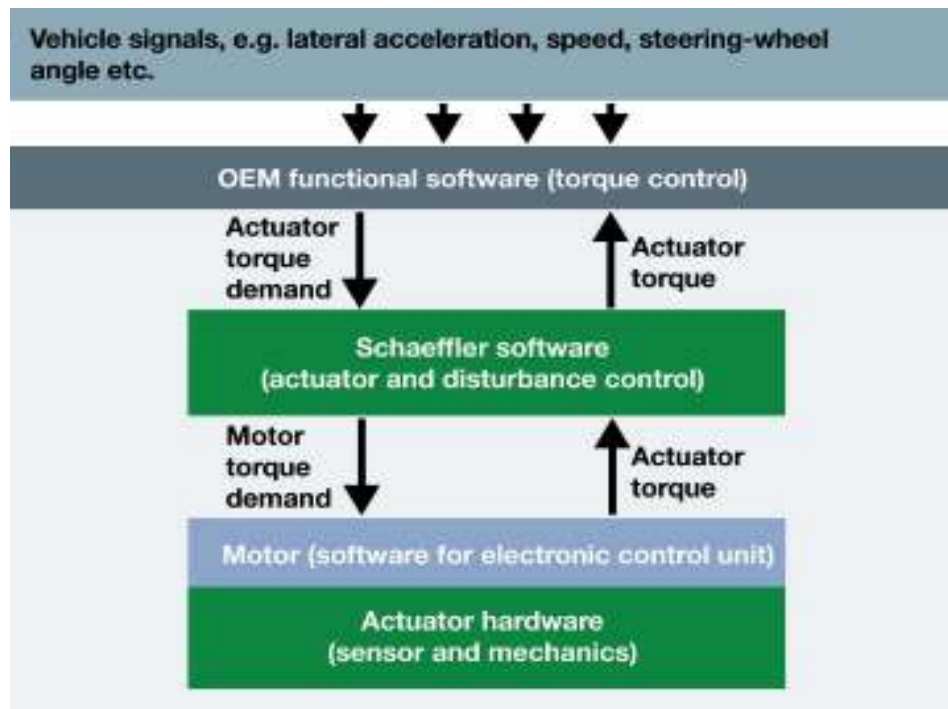 Vehicle signals, e.g. lateral acceleration, speed, steering-wheel
angle etc.
OEM functional software (torque control)
Actuator
torque
demand
Actuator
torque
Schaeffler software
(actuator and disturbance control)
Motor
torque
demand
Actuator
torque
Motor (software for electronic control unit)
Actuator hardware
(sensor and mechanics)